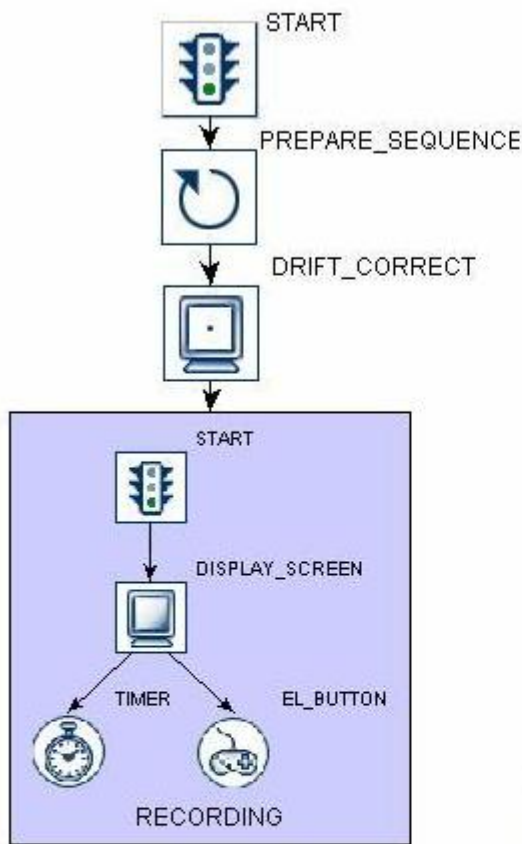 START
PREPARE_SEQUENCE
DRIFT_CORRECT
START
DISPLAY_SCREEN
TIMER
EL_BUTTON
RECORDING